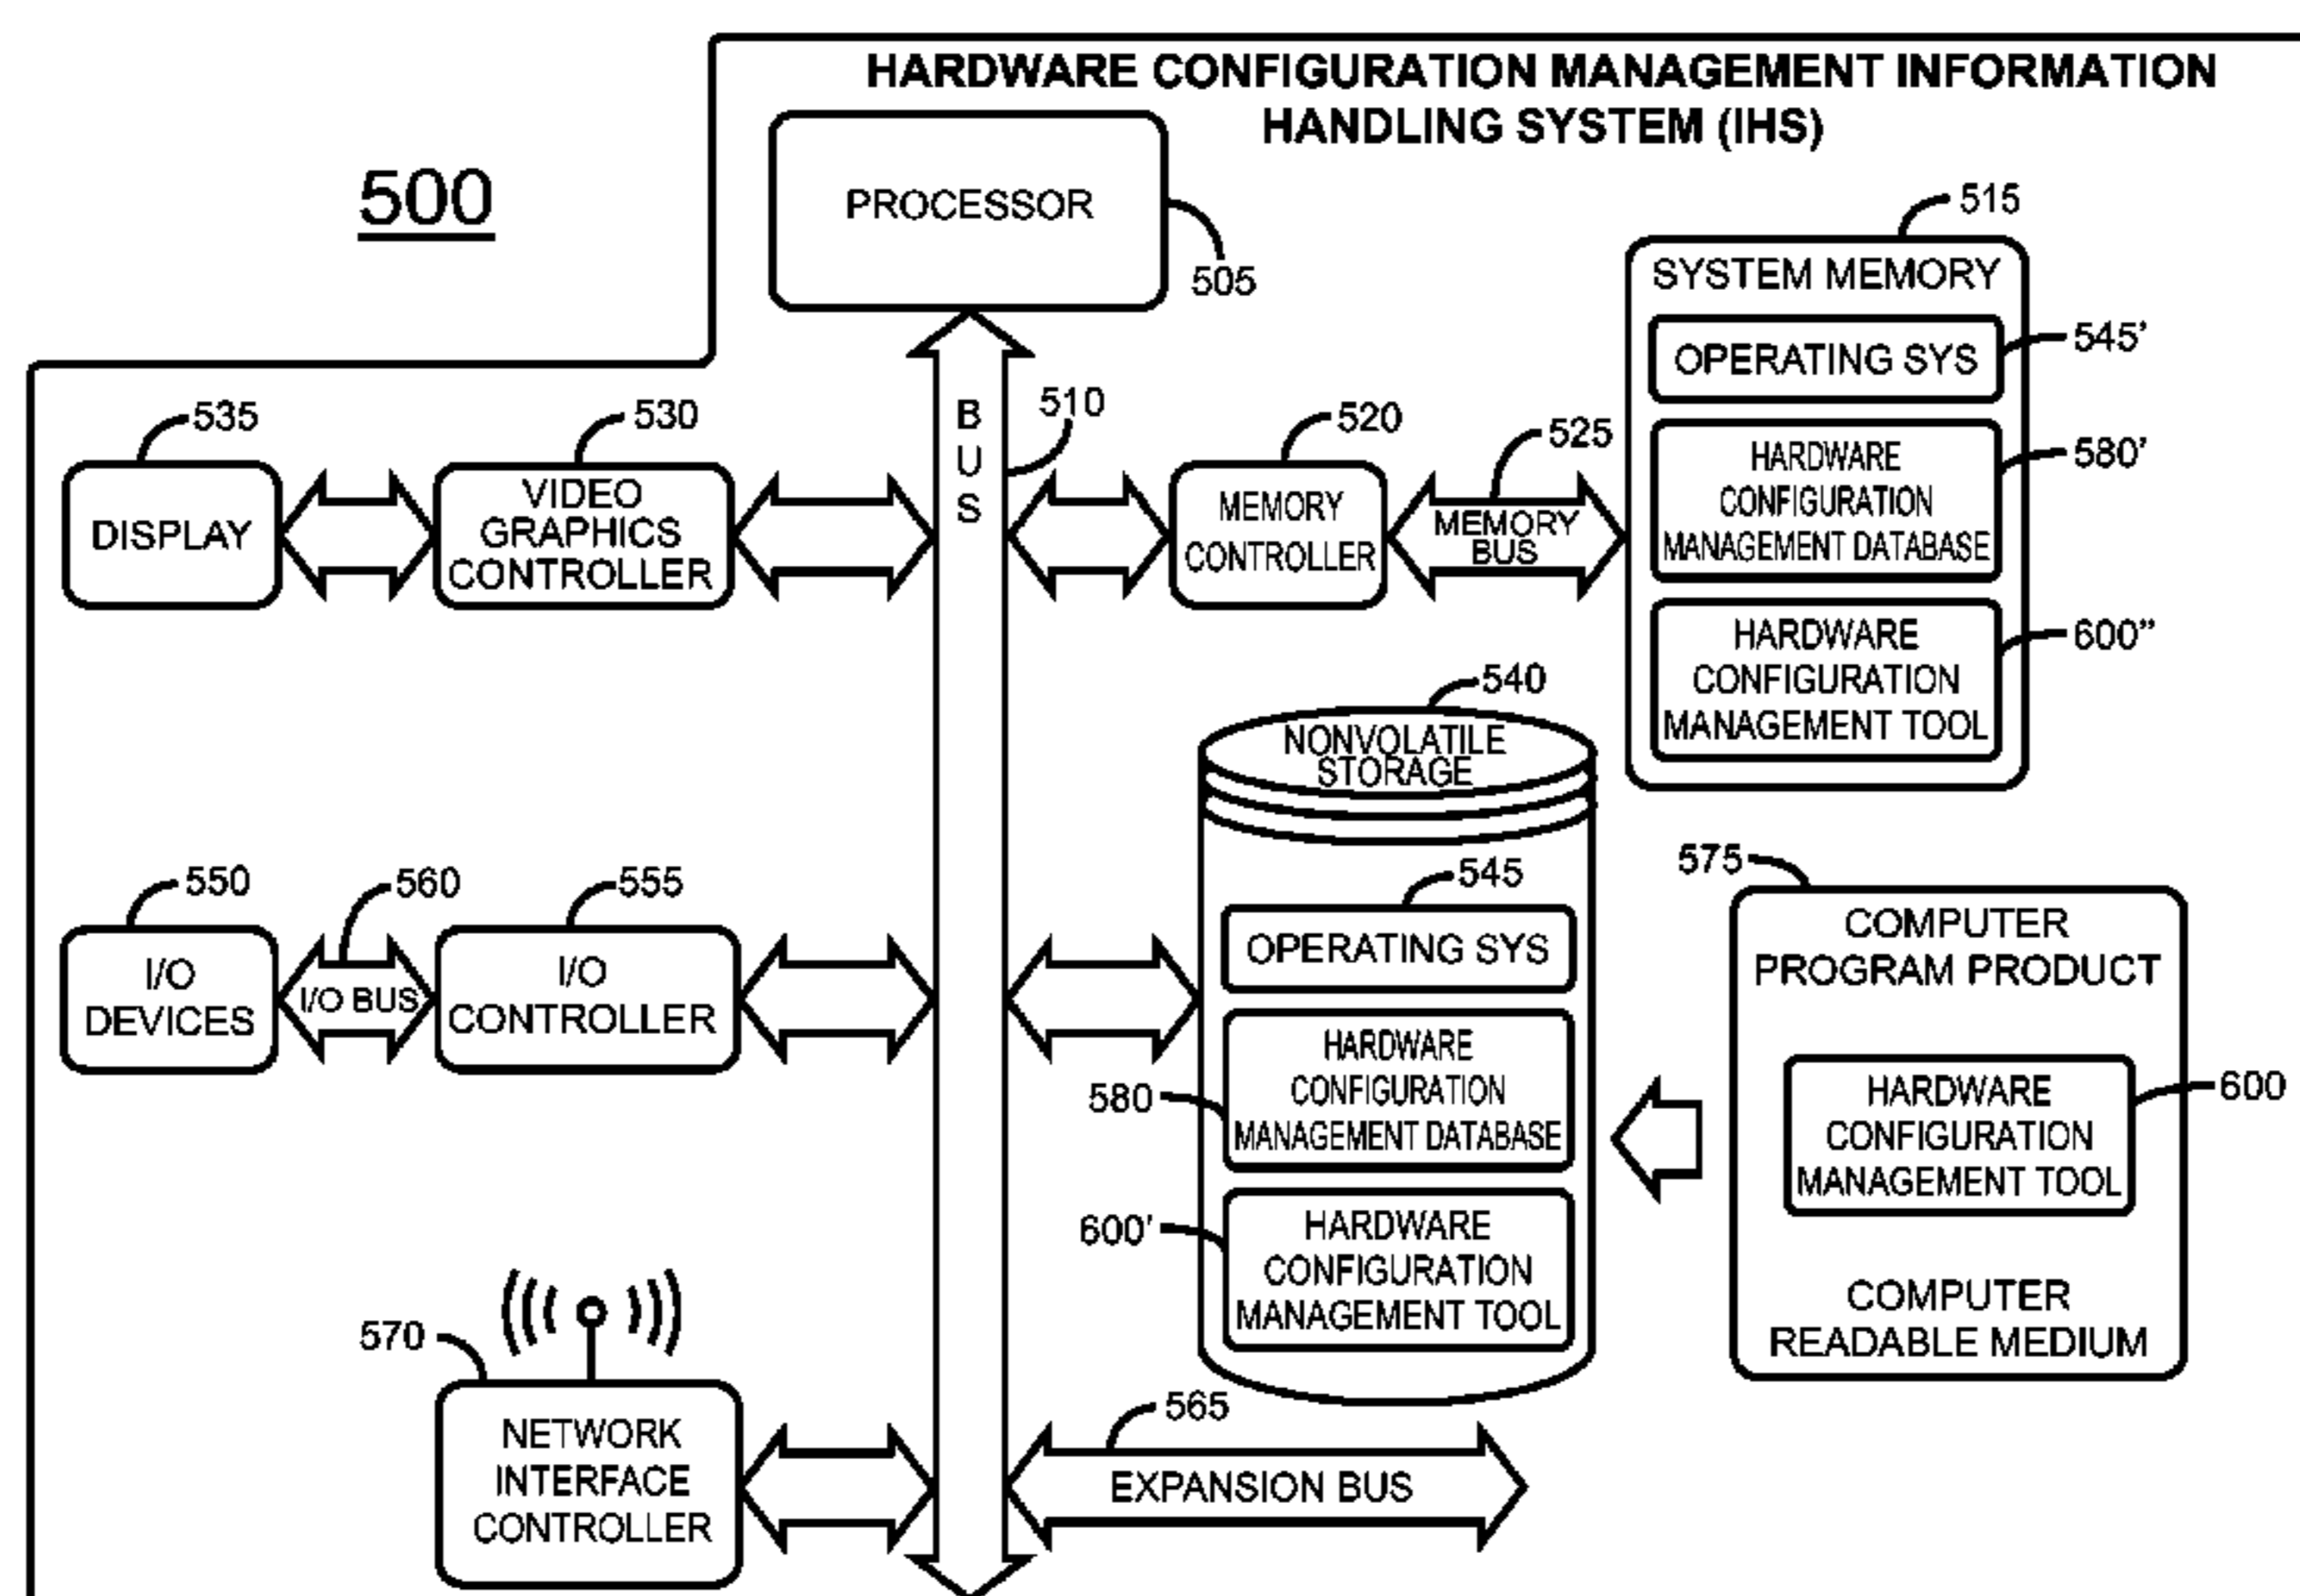 HARDWARE CONFIGURATION MANAGEMENT INFORMATION
HANDLING SYSTEM (IHS)
500
PROCESSOR
505
515
SYSTEM MEMORY
OPERATING SYS
545’
HARDWARE
CONFIGURATION
MANAGEMENT DATABASE
580’
HARDWARE
CONFIGURATION
MANAGEMENT TOOL
600”
535
DISPLAY
530
VIDEO
GRAPHICS
CONTROLLER
B
U
S
510
520
MEMORY
CONTROLLER
525
MEMORY
BUS
540
NONVOLATILE
STORAGE
545
OPERATING SYS
HARDWARE
CONFIGURATION
MANAGEMENT DATABASE
580
HARDWARE
CONFIGURATION
MANAGEMENT TOOL
600’
575
COMPUTER
PROGRAM PRODUCT
HARDWARE
CONFIGURATION
MANAGEMENT TOOL
600
COMPUTER
READABLE MEDIUM
550
I/O
DEVICES
560
I/O BUS
555
I/O
CONTROLLER
570
NETWORK
INTERFACE
CONTROLLER
565
EXPANSION BUS